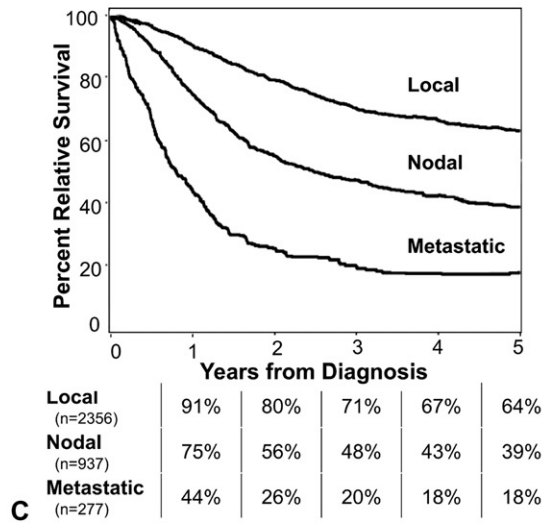 Percent Relative Survival
100
80
60
40
20
0
Local
Nodal
Metastatic
0 1 2 3 4 5
Years from Diagnosis
Local 91% 80% 71% 67% 64%
(n=2356)
Nodal 75% 56% 48% 43% 39%
(n=937)
Metastatic 44% 26% 20% 18% 18%
(n=277)
C